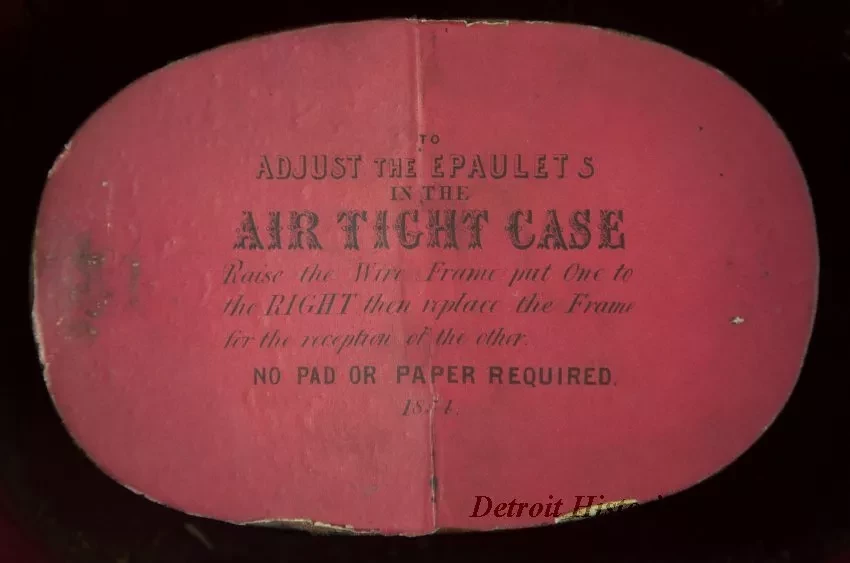 TO
ADJUST THE EPAULETS
IN THE
AIR TIGHT CASE
Raise the Wire Frame put One to
the RIGHT then replace the Frame
for the reception of the other.
NO PAD OR PAPER REQUIRED.
Detroit